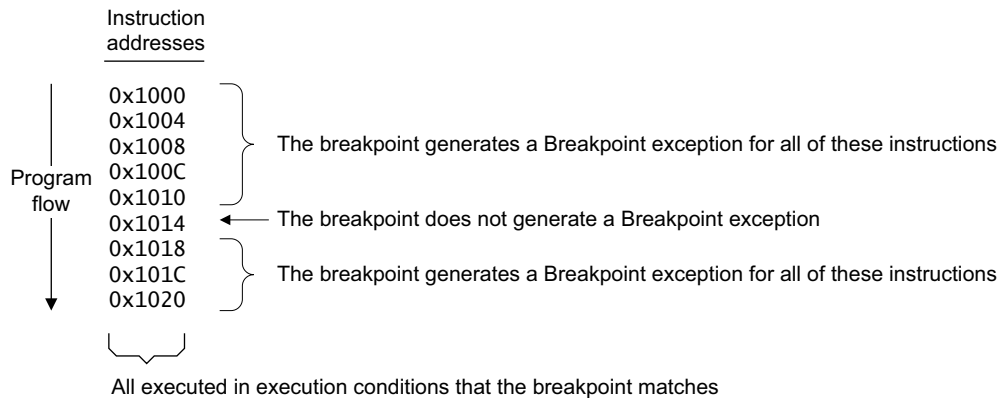 Instruction
addresses
0x1000
0x1004
0x1008
The breakpoint generates a Breakpoint exception for all of these instructions
0x100C
Program
flow
0x1010
0x1014
The breakpoint does not generate a Breakpoint exception
0x1018
0x101C
The breakpoint generates a Breakpoint exception for all of these instructions
0x1020
All executed in execution conditions that the breakpoint matches